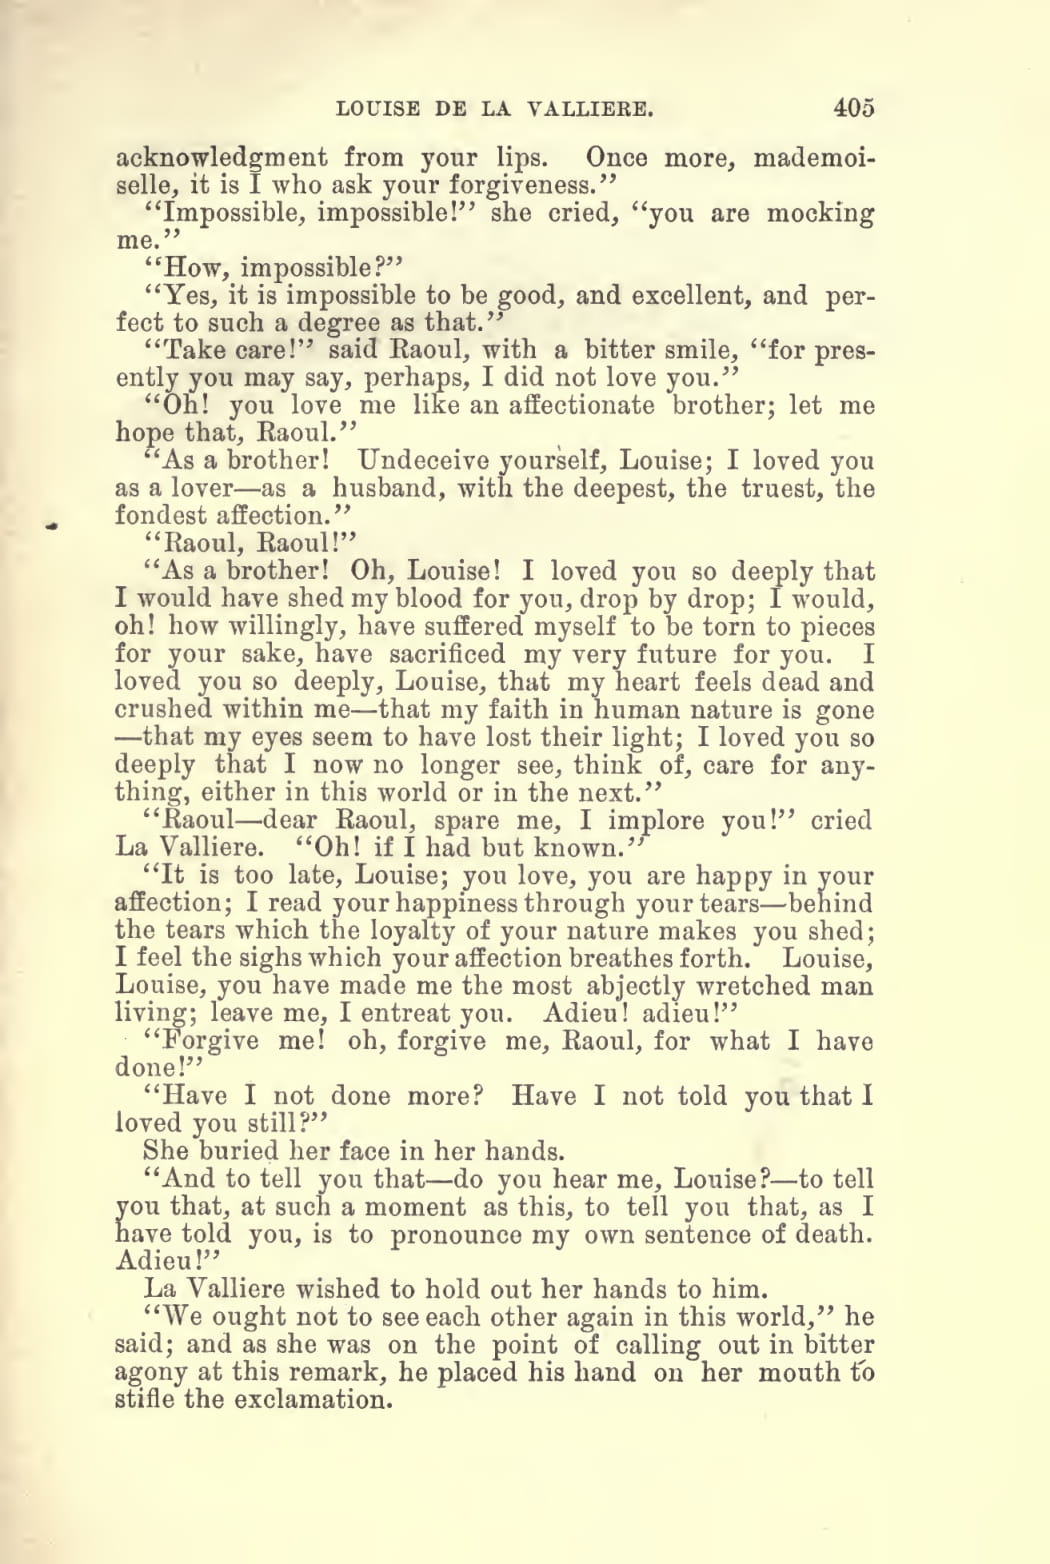 LOUISE DE LA VALLIERE. 405
acknowledgment from your lips. Once more, mademoi-
selle, it is I who ask your forgiveness."
"Impossible, impossible!" she cried, "you are mocking
me."
"How, impossible?"
"Yes, it is impossible to be good, and excellent, and per-
fect to such a degree as that."
"Take care!" said Raoul, with a bitter smile, "for pres-
ently you may say, perhaps, I did not love you."
"Oh! you love me like an affectionate brother; let me
hope that, Raoul."
"As a brother! Undeceive yourself, Louise; I loved you
as a lover—as a husband, with the deepest, the truest, the
fondest affection."
"Raoul, Raoul!"
"As a brother! Oh, Louise! I loved you so deeply that
I would have shed my blood for you, drop by drop; I would,
oh! how willingly, have suffered myself to be torn to pieces
for your sake, have sacrificed my very future for you. I
loved you so deeply, Louise, that my heart feels dead and
crushed within me—that my faith in human nature is gone
—that my eyes seem to have lost their light; I loved you so
deeply that I now no longer see, think of, care for any-
thing, either in this world or in the next."
"Raoul—dear Raoul, spare me, I implore you!" cried
La Valliere. "Oh! if I had but known."
"It is too late, Louise; you love, you are happy in your
affection; I read your happiness through your tears—behind
the tears which the loyalty of your nature makes you shed;
I feel the sighs which your affection breathes forth. Louise,
Louise, you have made me the most abjectly wretched man
living; leave me, I entreat you. Adieu! adieu!"
"Forgive me! oh, forgive me, Raoul, for what I have
done!"
"Have I not done more? Have I not told you that I
loved you still?"
She buried her face in her hands.
"And to tell you that—do you hear me, Louise?—to tell
you that, at such a moment as this, to tell you that, as I
have told you, is to pronounce my own sentence of death.
Adieu!"
La Valliere wished to hold out her hands to him.
"We ought not to see each other again in this world," he
said; and as she was on the point of calling out in bitter
agony at this remark, he placed his hand on her mouth to
stifle the exclamation.